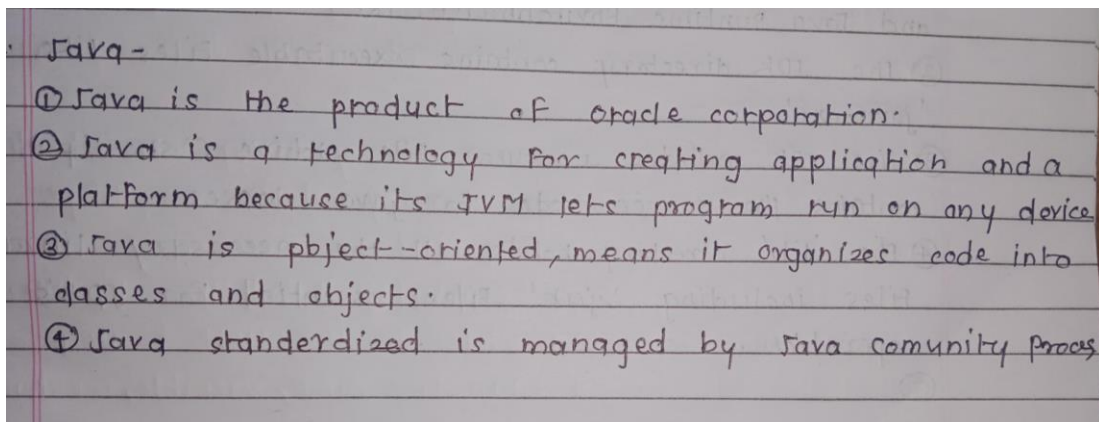 Java -
① Java is the product of oracle corporation.
② Java is a technology For creating application and a
platform because its JVM lets program run on any device
③ Java is pbject-oriented, means it organizes code into
classes and objects.
④ Java standerdized is managed by Java comunity proces